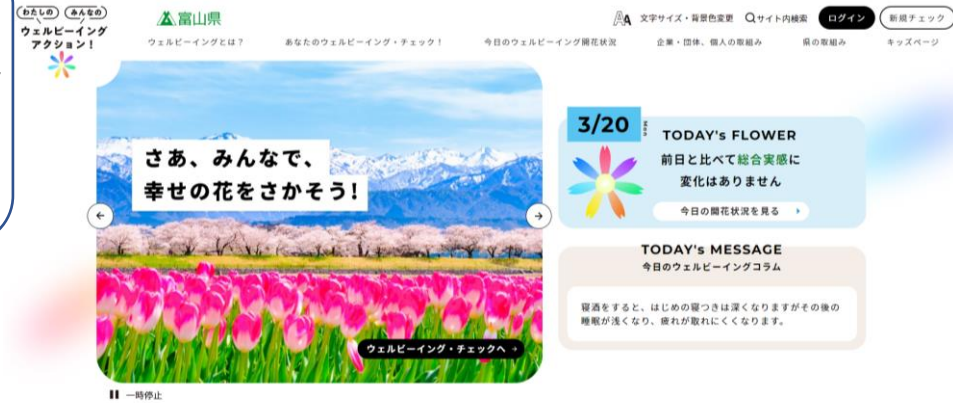 わたしの みんなの
ウェルビーイング
アクション！
富山県
AA 文字サイズ・背景色変更 サイト内検索 ログイン 新規チェック
ウェルビーイングとは？ あなたのウェルビーイング・チェック！ 今日のウェルビーイング開花状況 企業・団体、個人の取組み 県の取組み キッズページ
さあ、みんなで、
幸せの花をさかそう!
ウェルビーイング・チェックへ
一時停止
3/20 Mon
TODAY's FLOWER
前日と比べて総合実感に
変化はありません
今日の開花状況を見る
TODAY's MESSAGE
今日のウェルビーイングコラム
寝酒をすると、はじめの寝つきは深くなりますがその後の
睡眠が浅くなり、疲れが取れにくくなります。